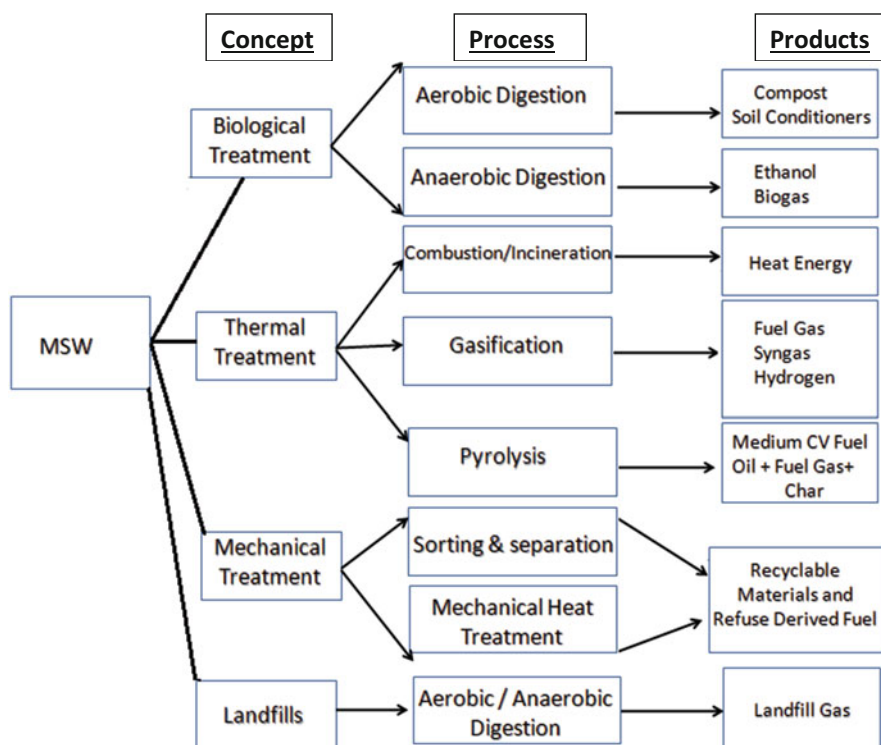 Concept
Process
Products
MSW
Biological
Treatment
Aerobic Digestion
Compost
Soil Conditioners
Anaerobic Digestion
Ethanol
Biogas
Thermal
Treatment
Combustion/Incineration
Heat Energy
Gasification
Fuel Gas
Syngas
Hydrogen
Pyrolysis
Medium CV Fuel
Oil + Fuel Gas+
Char
Mechanical
Treatment
Sorting & separation
Mechanical Heat
Treatment
Recyclable
Materials and
Refuse Derived Fuel
Landfills
Aerobic / Anaerobic
Digestion
Landfill Gas